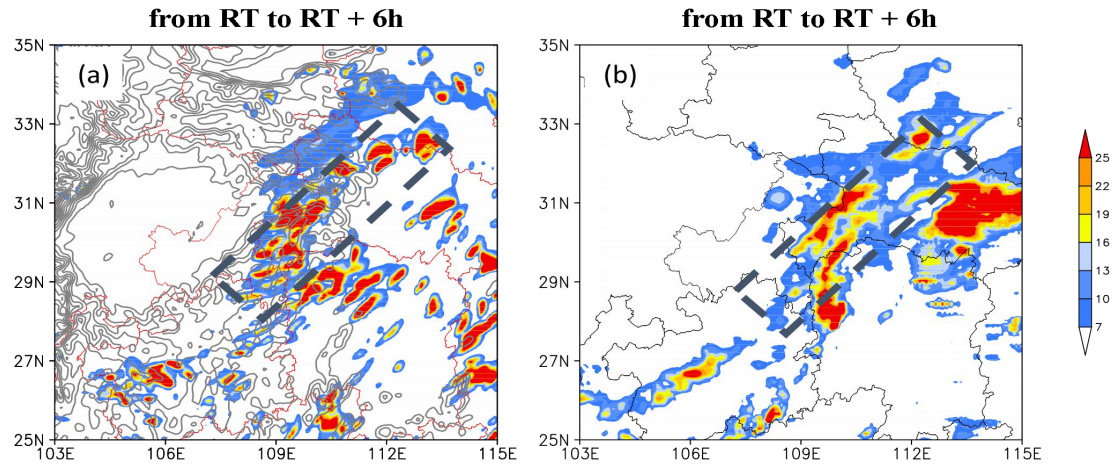 from RT to RT + 6h
from RT to RT + 6h
35N
33N
31N
29N
27N
25N
(a)
103E 106E 109E 112E 115E
35N
33N
31N
29N
27N
25N
(b)
103E 106E 109E 112E 115E
25
22
19
16
13
10
7